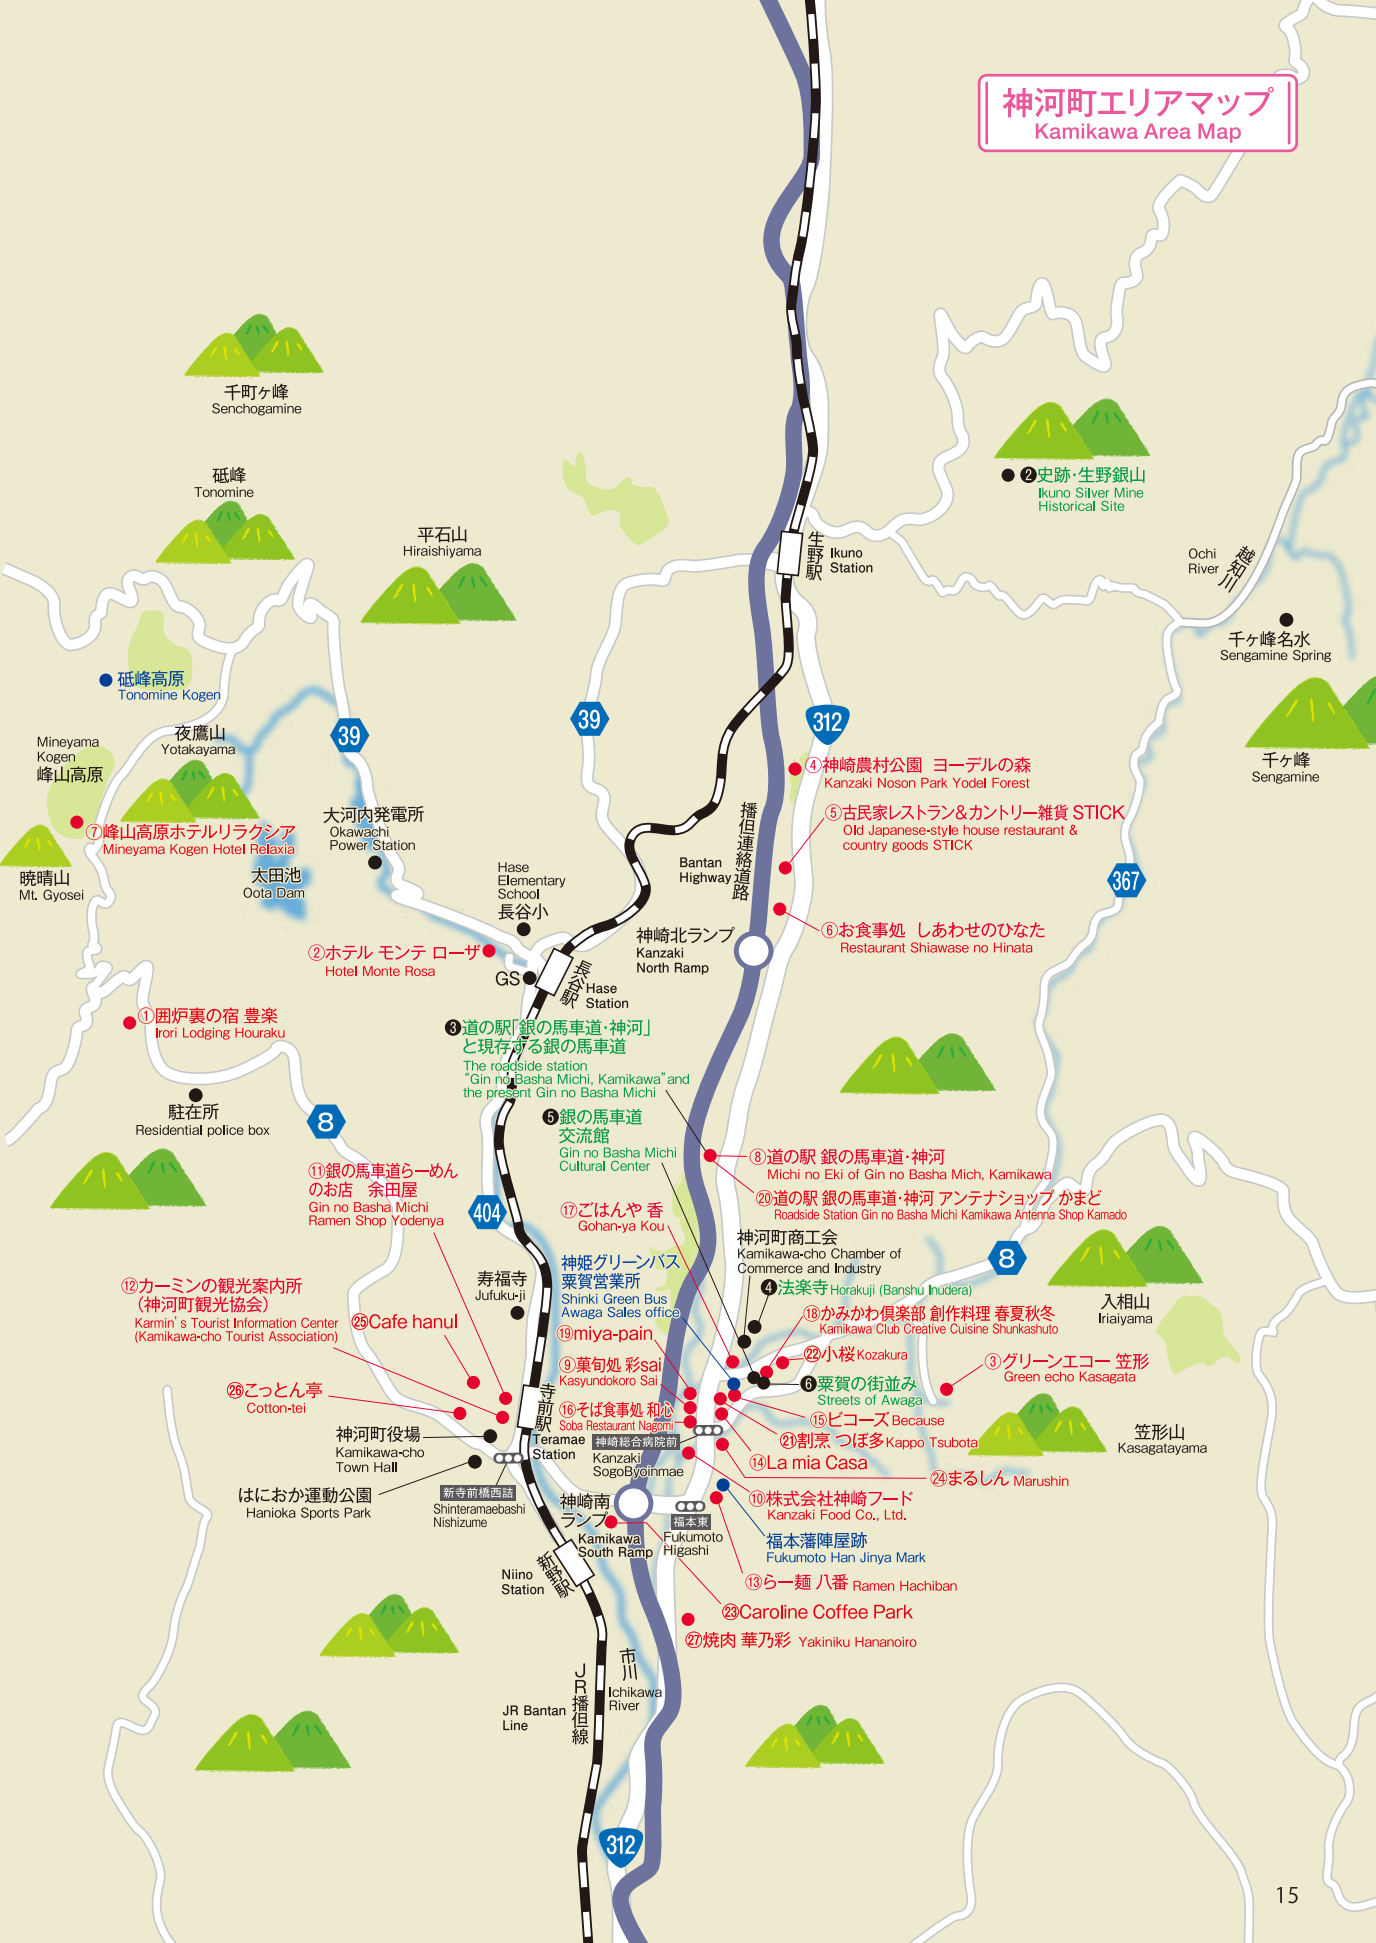 神河町エリアマップ
Kamikawa Area Map
千町ヶ峰
Senchogamine
砥峰
Tonomine
平石山
Hiraishiyama
❷史跡･生野銀山
Ikuno Silver Mine
Historical Site
生野駅
Ikuno
Station
Ochi
River
越知川
千ヶ峰名水
Sengamine Spring
砥峰高原
Tonomine Kogen
千ヶ峰
Sengamine
Mineyama
Kogen
峰山高原
夜鷹山
Yotakayama
39
39
312
④神崎農村公園 ヨーデルの森
Kanzaki Noson Park Yodel Forest
⑤古民家レストラン＆カントリー雑貨 STICK
Old Japanese-style house restaurant &
country goods STICK
⑦峰山高原ホテルリラクシア
Mineyama Kogen Hotel Relaxia
大河内発電所
Okawachi
Power Station
暁晴山
Mt. Gyosei
太田池
Oota Dam
Hase
Elementary
School
長谷小
Bantan
Highway
播但連絡道路
367
⑥お食事処 しあわせのひなた
Restaurant Shiawase no Hinata
神崎北ランプ
Kanzaki
North Ramp
②ホテル モンテ ローザ
Hotel Monte Rosa
GS
長谷駅
Hase
Station
①囲炉裏の宿 豊楽
Irori Lodging Houraku
❸道の駅｢銀の馬車道･神河｣
と現存する銀の馬車道
The roadside station
“Gin no Basha Michi, Kamikawa”and
the present Gin no Basha Michi
駐在所
Residential police box
8
❺銀の馬車道
交流館
Gin no Basha Michi
Cultural Center
⑧道の駅 銀の馬車道･神河
Michi no Eki of Gin no Basha Mich, Kamikawa
⑳道の駅 銀の馬車道･神河 アンテナショップ かまど
Roadside Station Gin no Basha Michi Kamikawa Antenna Shop Kamado
⑪銀の馬車道らーめん
のお店 余田屋
Gin no Basha Michi
Ramen Shop Yodenya
404
⑰ごはんや 香
Gohan-ya Kou
神河町商工会
Kamikawa-cho Chamber of
Commerce and Industry
8
神姫グリーンバス
粟賀営業所
Shinki Green Bus
Awaga Sales office
❹法楽寺 Horakuji (Banshu Inudera)
寿福寺
Jufuku-ji
⑫カーミンの観光案内所
（神河町観光協会）
Karmin’s Tourist Information Center
(Kamikawa-cho Tourist Association)
⑱かみかわ倶楽部 創作料理 春夏秋冬
Kamikawa Club Creative Cuisine Shunkashuto
入相山
Iriaiyama
㉕Cafe hanul
⑲miya-pain
㉒小桜 Kozakura
③グリーンエコー 笠形
Green echo Kasagata
⑨菓旬処 彩sai
Kasyundokoro Sai
❻粟賀の街並み
Streets of Awaga
㉖こっとん亭
Cotton-tei
⑯そば食事処 和心
Soba Restaurant Nagomi
⑮ビコーズ Because
寺前駅
Teramae
Station
神河町役場
Kamikawa-cho
Town Hall
神崎総合病院前
Kanzaki
SogoByoinmae
㉑割烹 つぼ多 Kappo Tsubota
笠形山
Kasagatayama
⑭La mia Casa
㉔まるしん Marushin
はにおか運動公園
Hanioka Sports Park
新寺前橋西詰
Shinteramaebashi
Nishizume
神崎南
ランプ
Kamikawa
South Ramp
福本東
Fukumoto
Higashi
⑩株式会社神崎フード
Kanzaki Food Co., Ltd.
福本藩陣屋跡
Fukumoto Han Jinya Mark
Niino
Station
新野駅
⑬らー麺 八番 Ramen Hachiban
㉓Caroline Coffee Park
㉗焼肉 華乃彩 Yakiniku Hananoiro
市川
Ichikawa
River
JR播但線
JR Bantan
Line
312
15